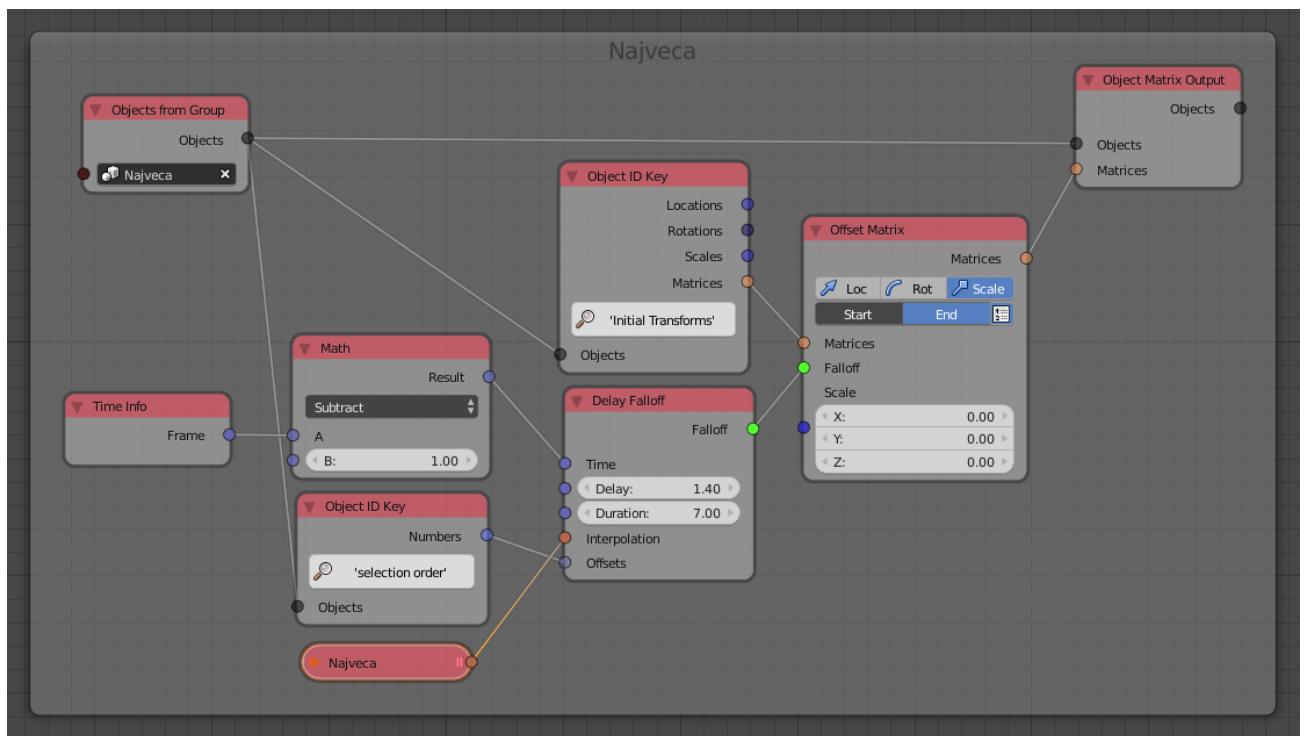 Najveca
Objects from Group
Objects
Najveca
Object Matrix Output
Objects
Objects
Matrices
Object ID Key
Locations
Rotations
Scales
Matrices
'Initial Transforms'
Objects
Offset Matrix
Matrices
Loc Rot Scale
Start End
Matrices
Falloff
Scale
X: 0.00
Y: 0.00
Z: 0.00
Time Info
Frame
Math
Result
Subtract
A
B: 1.00
Delay Falloff
Falloff
Time
Delay: 1.40
Duration: 7.00
Interpolation
Offsets
Object ID Key
Numbers
'selection order'
Objects
Najveca